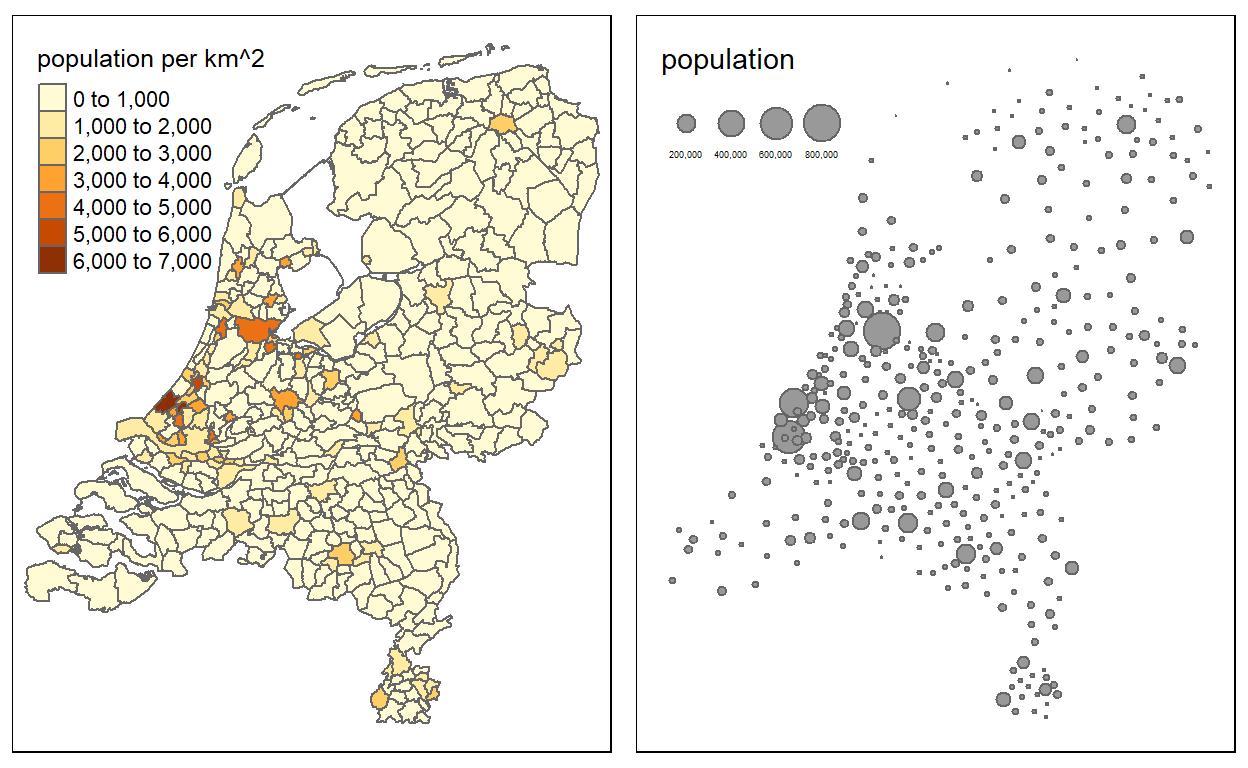 population per km^2
0 to 1,000
1,000 to 2,000
2,000 to 3,000
3,000 to 4,000
4,000 to 5,000
5,000 to 6,000
6,000 to 7,000
population
200,000 400,000 600,000 800,000